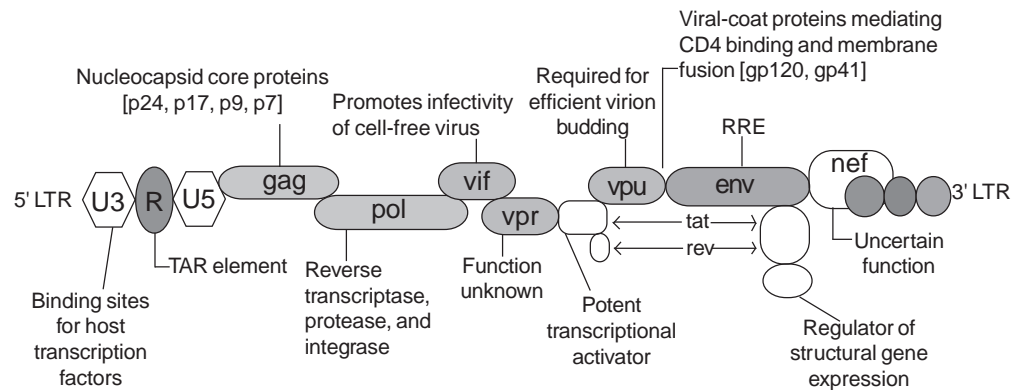 Viral-coat proteins mediating
CD4 binding and membrane
fusion [gp120, gp41]
Nucleocapsid core proteins
[p24, p17, p9, p7]
Promotes infectivity
of cell-free virus
Required for
efficient virion
budding
RRE
5' LTR
U3
R
U5
gag
pol
vif
vpr
vpu
env
nef
3' LTR
tat
rev
TAR element
Binding sites
for host
transcription
factors
Reverse
transcriptase,
protease, and
integrase
Function
unknown
Potent
transcriptional
activator
Uncertain
function
Regulator of
structural gene
expression